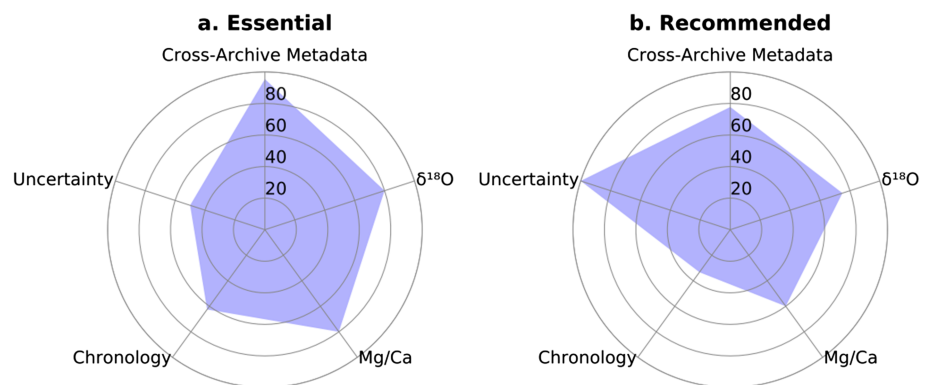 a. Essential
Cross-Archive Metadata
80
60
40
20
Uncertainty
δ¹⁸O
Chronology
Mg/Ca
b. Recommended
Cross-Archive Metadata
80
60
40
20
Uncertainty
δ¹⁸O
Chronology
Mg/Ca